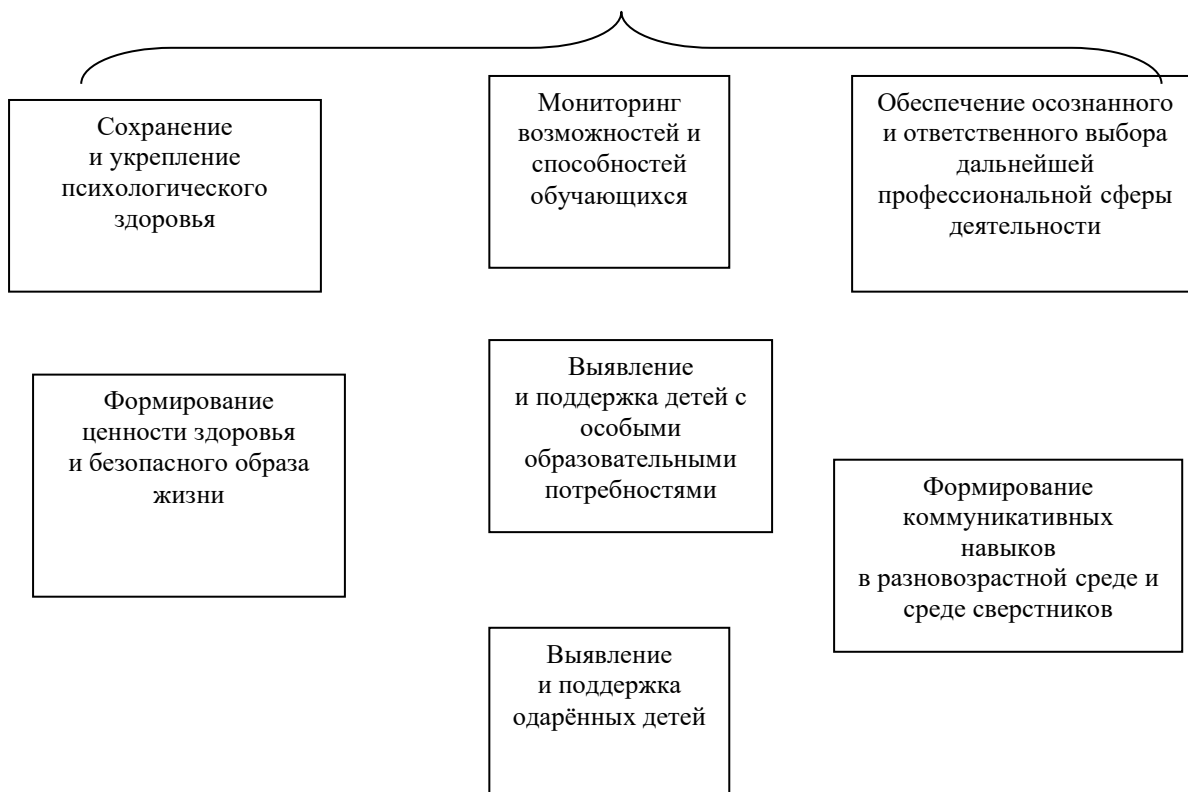 Сохранение
и укрепление
психологического
здоровья
Мониторинг
возможностей и
способностей
обучающихся
Обеспечение осознанного
и ответственного выбора
дальнейшей
профессиональной сферы
деятельности
Формирование
ценности здоровья
и безопасного образа
жизни
Выявление
и поддержка детей с
особыми
образовательными
потребностями
Формирование
коммуникативных
навыков
в разновозрастной среде и
среде сверстников
Выявление
и поддержка
одарённых детей